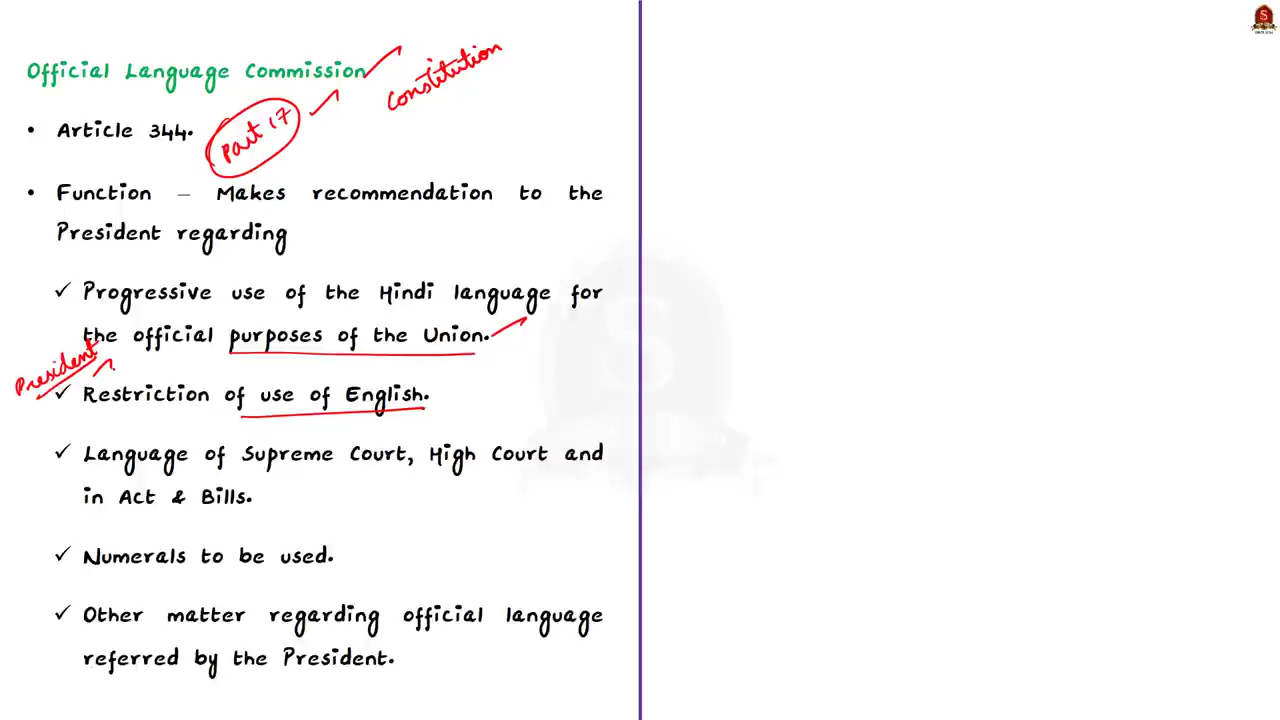 Official Language Commission
Constitution
• Article 344.
Part 17
• Function – Makes recommendation to the
President regarding
✓ Progressive use of the Hindi language for
the official purposes of the Union.
President
✓ Restriction of use of English.
✓ Language of Supreme Court, High Court and
in Act & Bills.
✓ Numerals to be used.
✓ Other matter regarding official language
referred by the President.